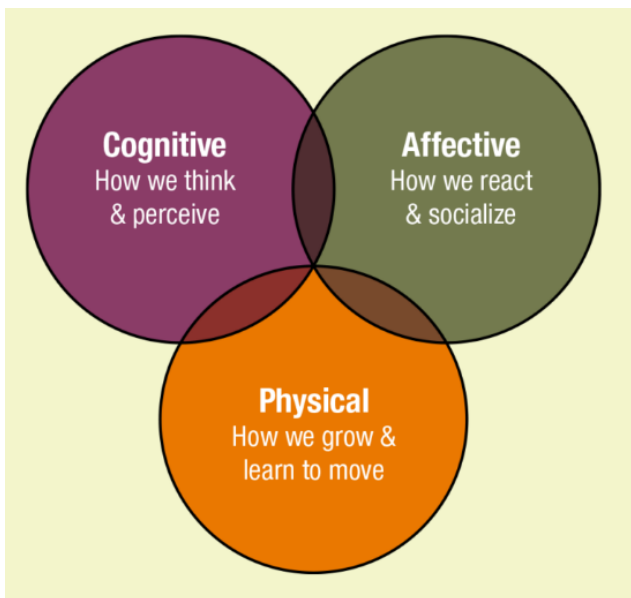 Cognitive
How we think
& perceive
Affective
How we react
& socialize
Physical
How we grow &
learn to move